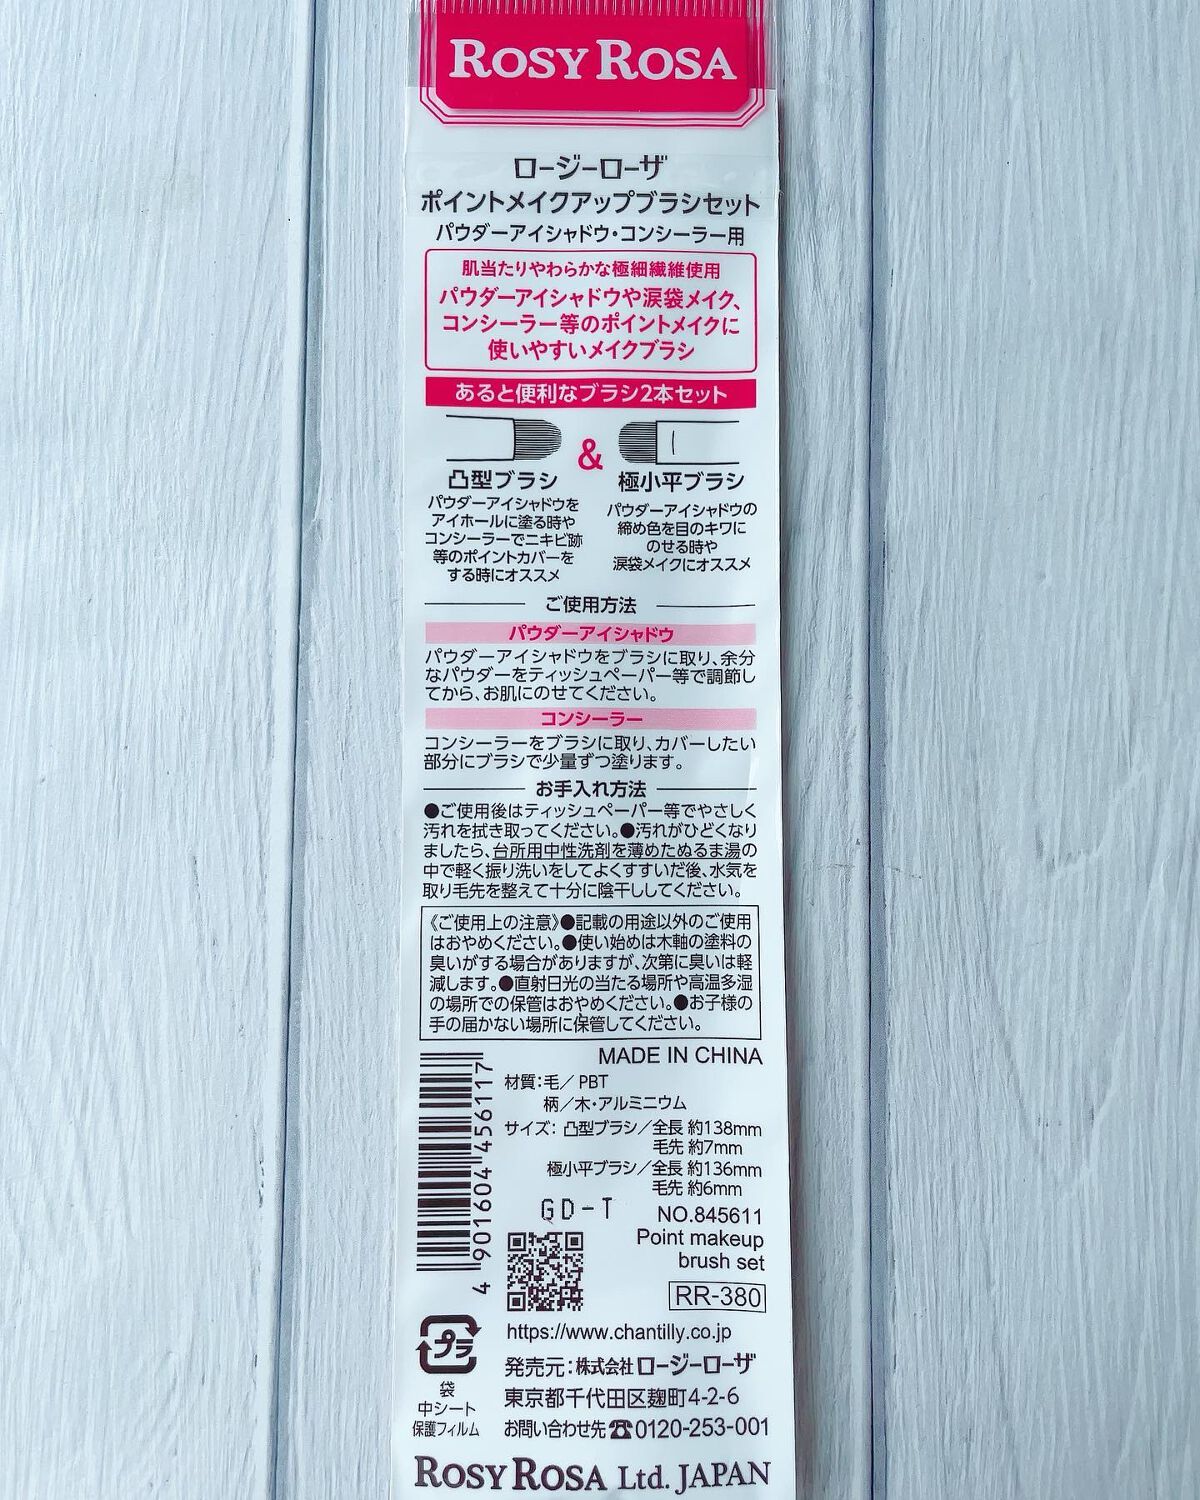 ROSY ROSA
ロージーローザ
ポイントメイクアップブラシセット
パウダーアイシャドウ・コンシーラー用
肌当たりやわらかな極細繊維使用
パウダーアイシャドウや涙袋メイク、
コンシーラー等のポイントメイクに
使いやすいメイクブラシ
あると便利なブラシ2本セット
&
凸型ブラシ
パウダーアイシャドウを
アイホールに塗る時や
コンシーラーでニキビ跡
等のポイントカバーを
する時にオススメ
極小平ブラシ
パウダーアイシャドウの
締め色を目のキワに
のせる時や
涙袋メイクにオススメ
ご使用方法
パウダーアイシャドウ
パウダーアイシャドウをブラシに取り、余分
なパウダーをティッシュペーパー等で調節し
てから、お肌にのせてください。
コンシーラー
コンシーラーをブラシに取り、カバーしたい
部分にブラシで少量ずつ塗ります。
お手入れ方法
●ご使用後はティッシュペーパー等でやさしく
汚れを拭き取ってください。●汚れがひどくなり
ましたら、台所用中性洗剤を薄めたぬるま湯の
中で軽く振り洗いをしてよくすすいだ後、水気を
取り毛先を整えて十分に陰干ししてください。
《ご使用上の注意》●記載の用途以外のご使用
はおやめください。●使い始めは木軸の塗料の
臭いがする場合がありますが、次第に臭いは軽
減します。●直射日光の当たる場所や高温多湿
の場所での保管はおやめください。●お子様の
手の届かない場所に保管してください。
MADE IN CHINA
材質:毛／PBT
柄／木・アルミニウム
サイズ: 凸型ブラシ／全長 約138mm
毛先 約7mm
極小平ブラシ／全長 約136mm
毛先 約6mm
4 901604 456117
GD-T
NO.845611
Point makeup
brush set
RR-380
https://www.chantilly.co.jp
プラ
袋
中シート
保護フィルム
発売元:株式会社ロージーローザ
東京都千代田区麹町4-2-6
お問い合わせ先☎0120-253-001
ROSY ROSA Ltd. JAPAN